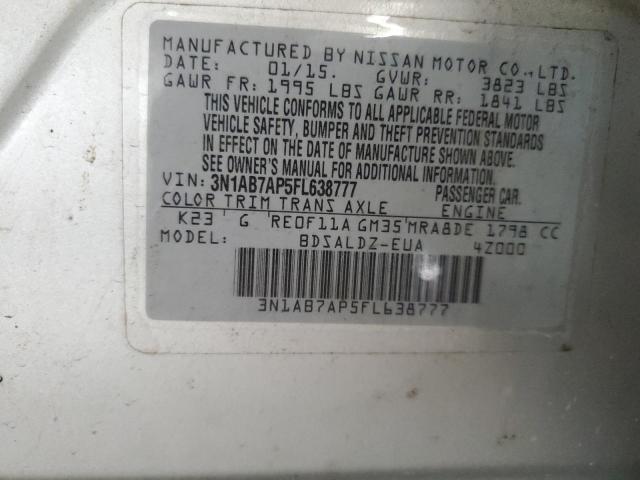 MANUFACTURED BY NISSAN MOTOR CO., LTD.
DATE: 01/15. GVWR: 3823 LBS
GAWR FR: 1995 LBS GAWR RR: 1841 LBS
THIS VEHICLE CONFORMS TO ALL APPLICABLE FEDERAL MOTOR
VEHICLE SAFETY, BUMPER AND THEFT PREVENTION STANDARDS
IN EFFECT ON THE DATE OF MANUFACTURE SHOWN ABOVE.
SEE OWNER'S MANUAL FOR ADDITIONAL INFORMATION.
VIN: 3N1AB7AP5FL638777 PASSENGER CAR.
COLOR TRIM TRANS AXLE ENGINE
K23 G RE0F11A GM35 MRA8DE 1798 CC
MODEL: BDSALDZ-EUA 4Z000
3N1AB7AP5FL638777